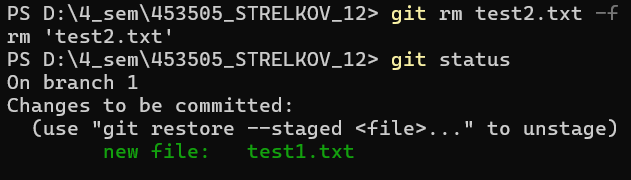 PS D:\4_sem\453505_STRELKOV_12> git rm test2.txt -f
rm 'test2.txt'
PS D:\4_sem\453505_STRELKOV_12> git status
On branch 1
Changes to be committed:
  (use "git restore --staged <file>..." to unstage)
        new file:   test1.txt